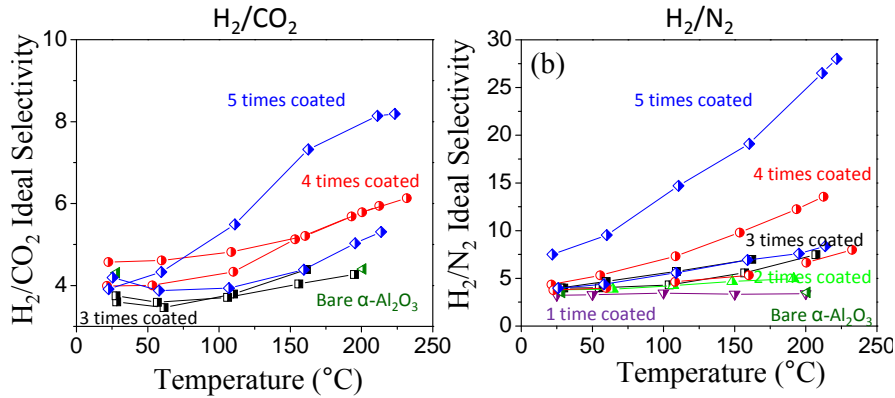 H₂/CO₂
H₂/N₂
10
8
6
4
0
50
100
150
200
250
H₂/CO₂ Ideal Selectivity
Temperature (°C)
5 times coated
4 times coated
3 times coated
Bare α-Al₂O₃
(b)
30
25
20
15
10
5
0
0
50
100
150
200
250
H₂/N₂ Ideal Selectivity
Temperature (°C)
5 times coated
4 times coated
3 times coated
2 times coated
1 time coated
Bare α-Al₂O₃